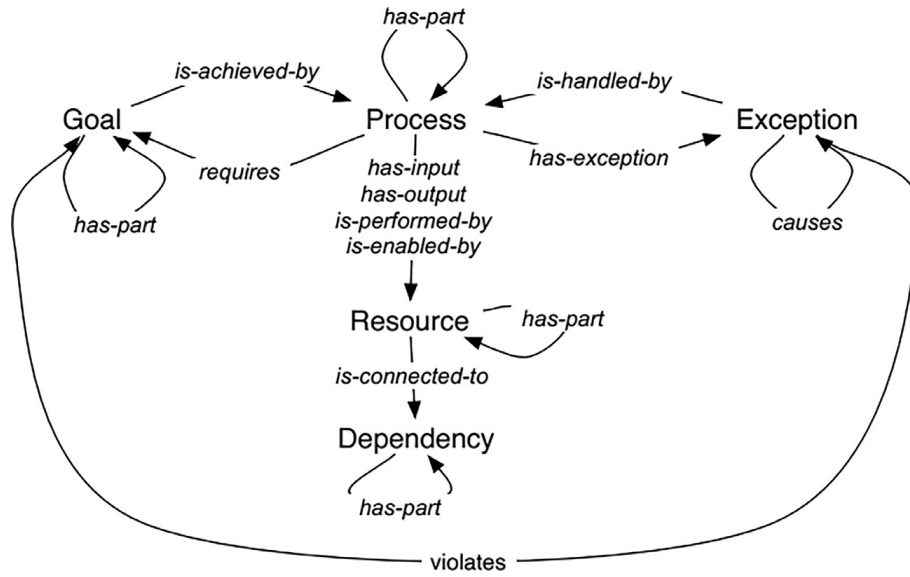 has-part
is-achieved-by
is-handled-by
Goal
Process
Exception
requires
has-input
has-exception
has-output
has-part
is-performed-by
causes
is-enabled-by
Resource
has-part
is-connected-to
Dependency
has-part
violates